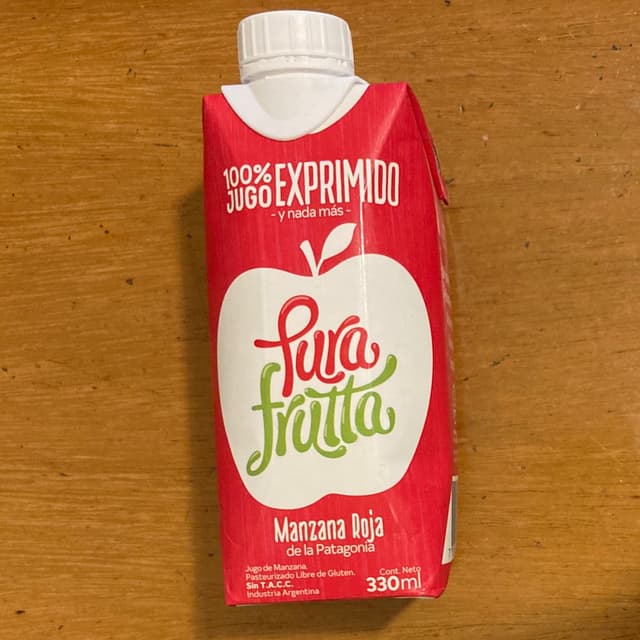 100%
JUGO EXPRIMIDO
- y nada más -
Pura
frutta
Manzana Roja
de la Patagonia
Jugo de Manzana.
Pasteurizado Libre de Gluten.
Sin T.A.C.C.
Industria Argentina
Cont. Neto
330ml